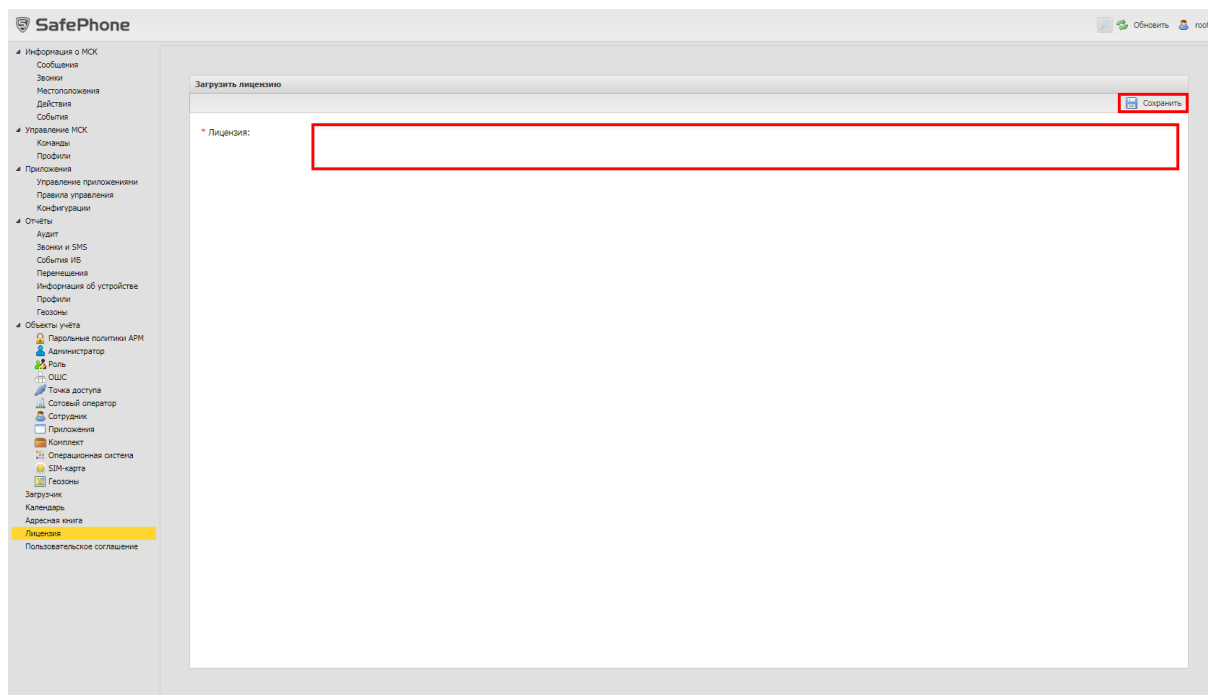 SafePhone
Обновить root
Информация о МСК
Сообщения
Звонки
Местоположения
Действия
События
Управление МСК
Команды
Профили
Приложения
Управление приложениями
Правила управления
Конфигурации
Отчёты
Аудит
Звонки и SMS
События ИБ
Перемещения
Информация об устройстве
Профили
Геозоны
Объекты учёта
Парольные политики АРМ
Администратор
Роль
ОШС
Точка доступа
Сотовый оператор
Сотрудник
Приложения
Комплект
Операционная система
SIM-карта
Геозоны
Загрузчик
Календарь
Адресная книга
Лицензия
Пользовательское соглашение
Загрузить лицензию
Сохранить
* Лицензия: